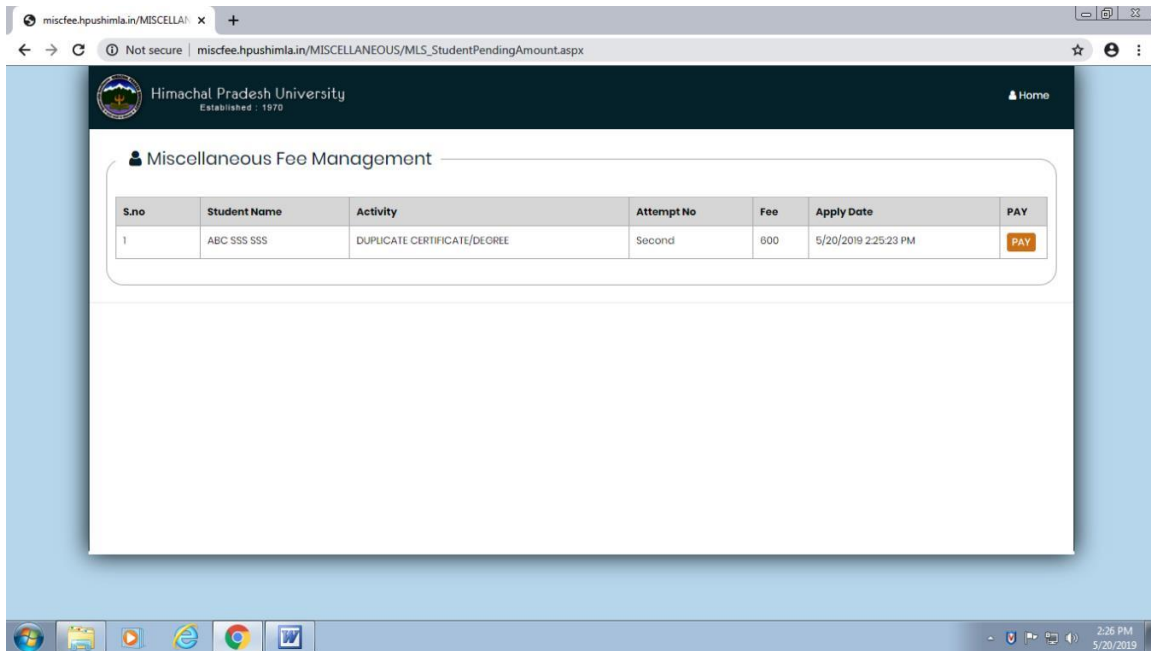 miscfee.hpushimla.in/MISCELLAN
Not secure | miscfee.hpushimla.in/MISCELLANEOUS/MLS_StudentPendingAmount.aspx
Himachal Pradesh University Home
Established : 1970
Miscellaneous Fee Management
S.no Student Name Activity Attempt No Fee Apply Date PAY
1 ABC SSS SSS DUPLICATE CERTIFICATE/DEGREE Second 600 5/20/2019 2:25:23 PM PAY
2:26 PM
5/20/2019